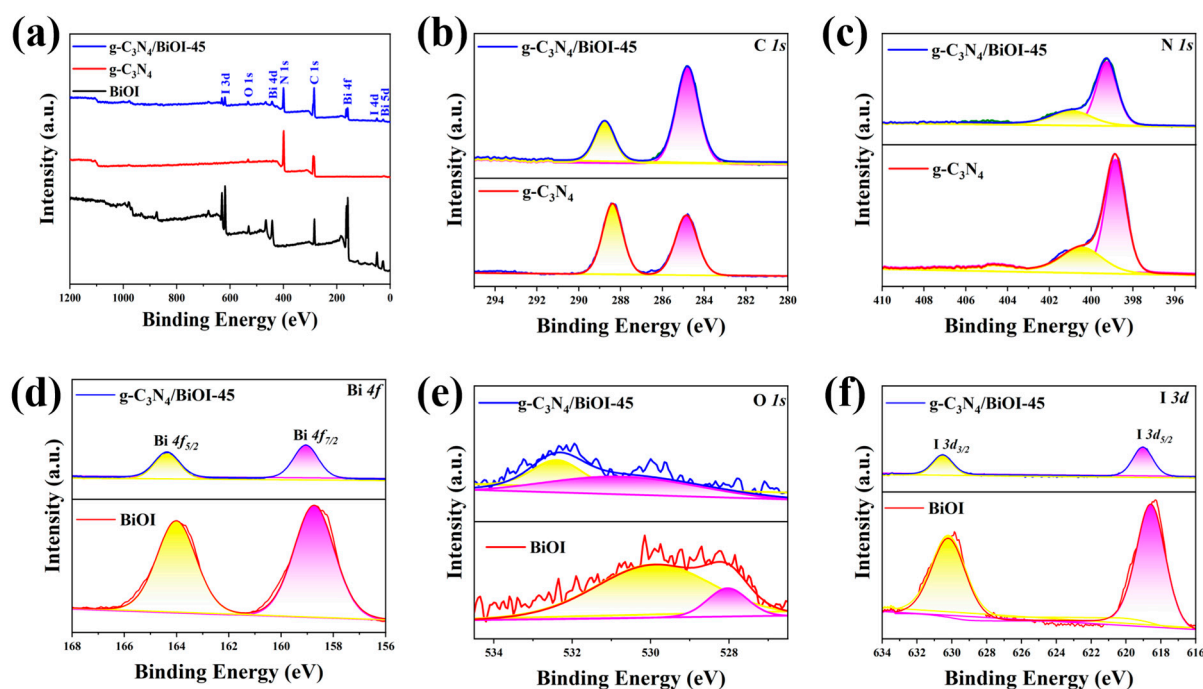 (a)
g-C₃N₄/BiOI-45
g-C₃N₄
BiOI
I 3d
O 1s
Bi 4d
N 1s
C 1s
Bi 4f
I 4d
Bi 5d
Intensity (a.u.)
1200 1000 800 600 400 200 0
Binding Energy (eV)
(b)
g-C₃N₄/BiOI-45
C 1s
g-C₃N₄
Intensity (a.u.)
296 294 292 290 288 286 284 282 280
Binding Energy (eV)
(c)
g-C₃N₄/BiOI-45
N 1s
g-C₃N₄
Intensity (a.u.)
410 408 406 404 402 400 398 396
Binding Energy (eV)
(d)
g-C₃N₄/BiOI-45
Bi 4f
Bi 4f5/2
Bi 4f7/2
BiOI
Intensity (a.u.)
168 166 164 162 160 158 156
Binding Energy (eV)
(e)
g-C₃N₄/BiOI-45
O 1s
BiOI
Intensity (a.u.)
534 532 530 528
Binding Energy (eV)
(f)
g-C₃N₄/BiOI-45
I 3d
I 3d3/2
I 3d5/2
BiOI
Intensity (a.u.)
634 632 630 628 626 624 622 620 618 616
Binding Energy (eV)